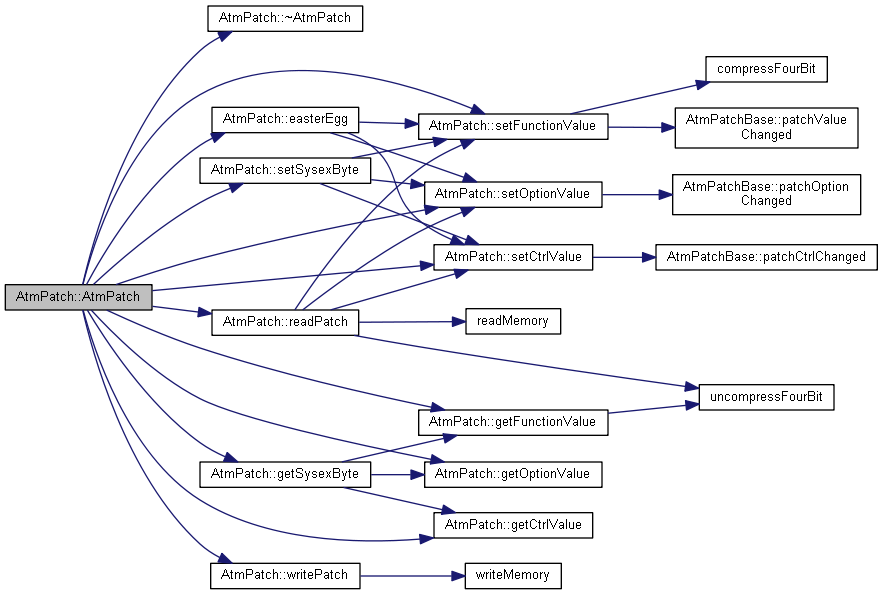 AtmPatch::~AtmPatch
compressFourBit
AtmPatch::easterEgg
AtmPatch::setFunctionValue
AtmPatchBase::patchValue
Changed
AtmPatch::setSysexByte
AtmPatch::setOptionValue
AtmPatchBase::patchOption
Changed
AtmPatch::setCtrlValue
AtmPatchBase::patchCtrlChanged
AtmPatch::AtmPatch
AtmPatch::readPatch
readMemory
uncompressFourBit
AtmPatch::getFunctionValue
AtmPatch::getSysexByte
AtmPatch::getOptionValue
AtmPatch::getCtrlValue
AtmPatch::writePatch
writeMemory